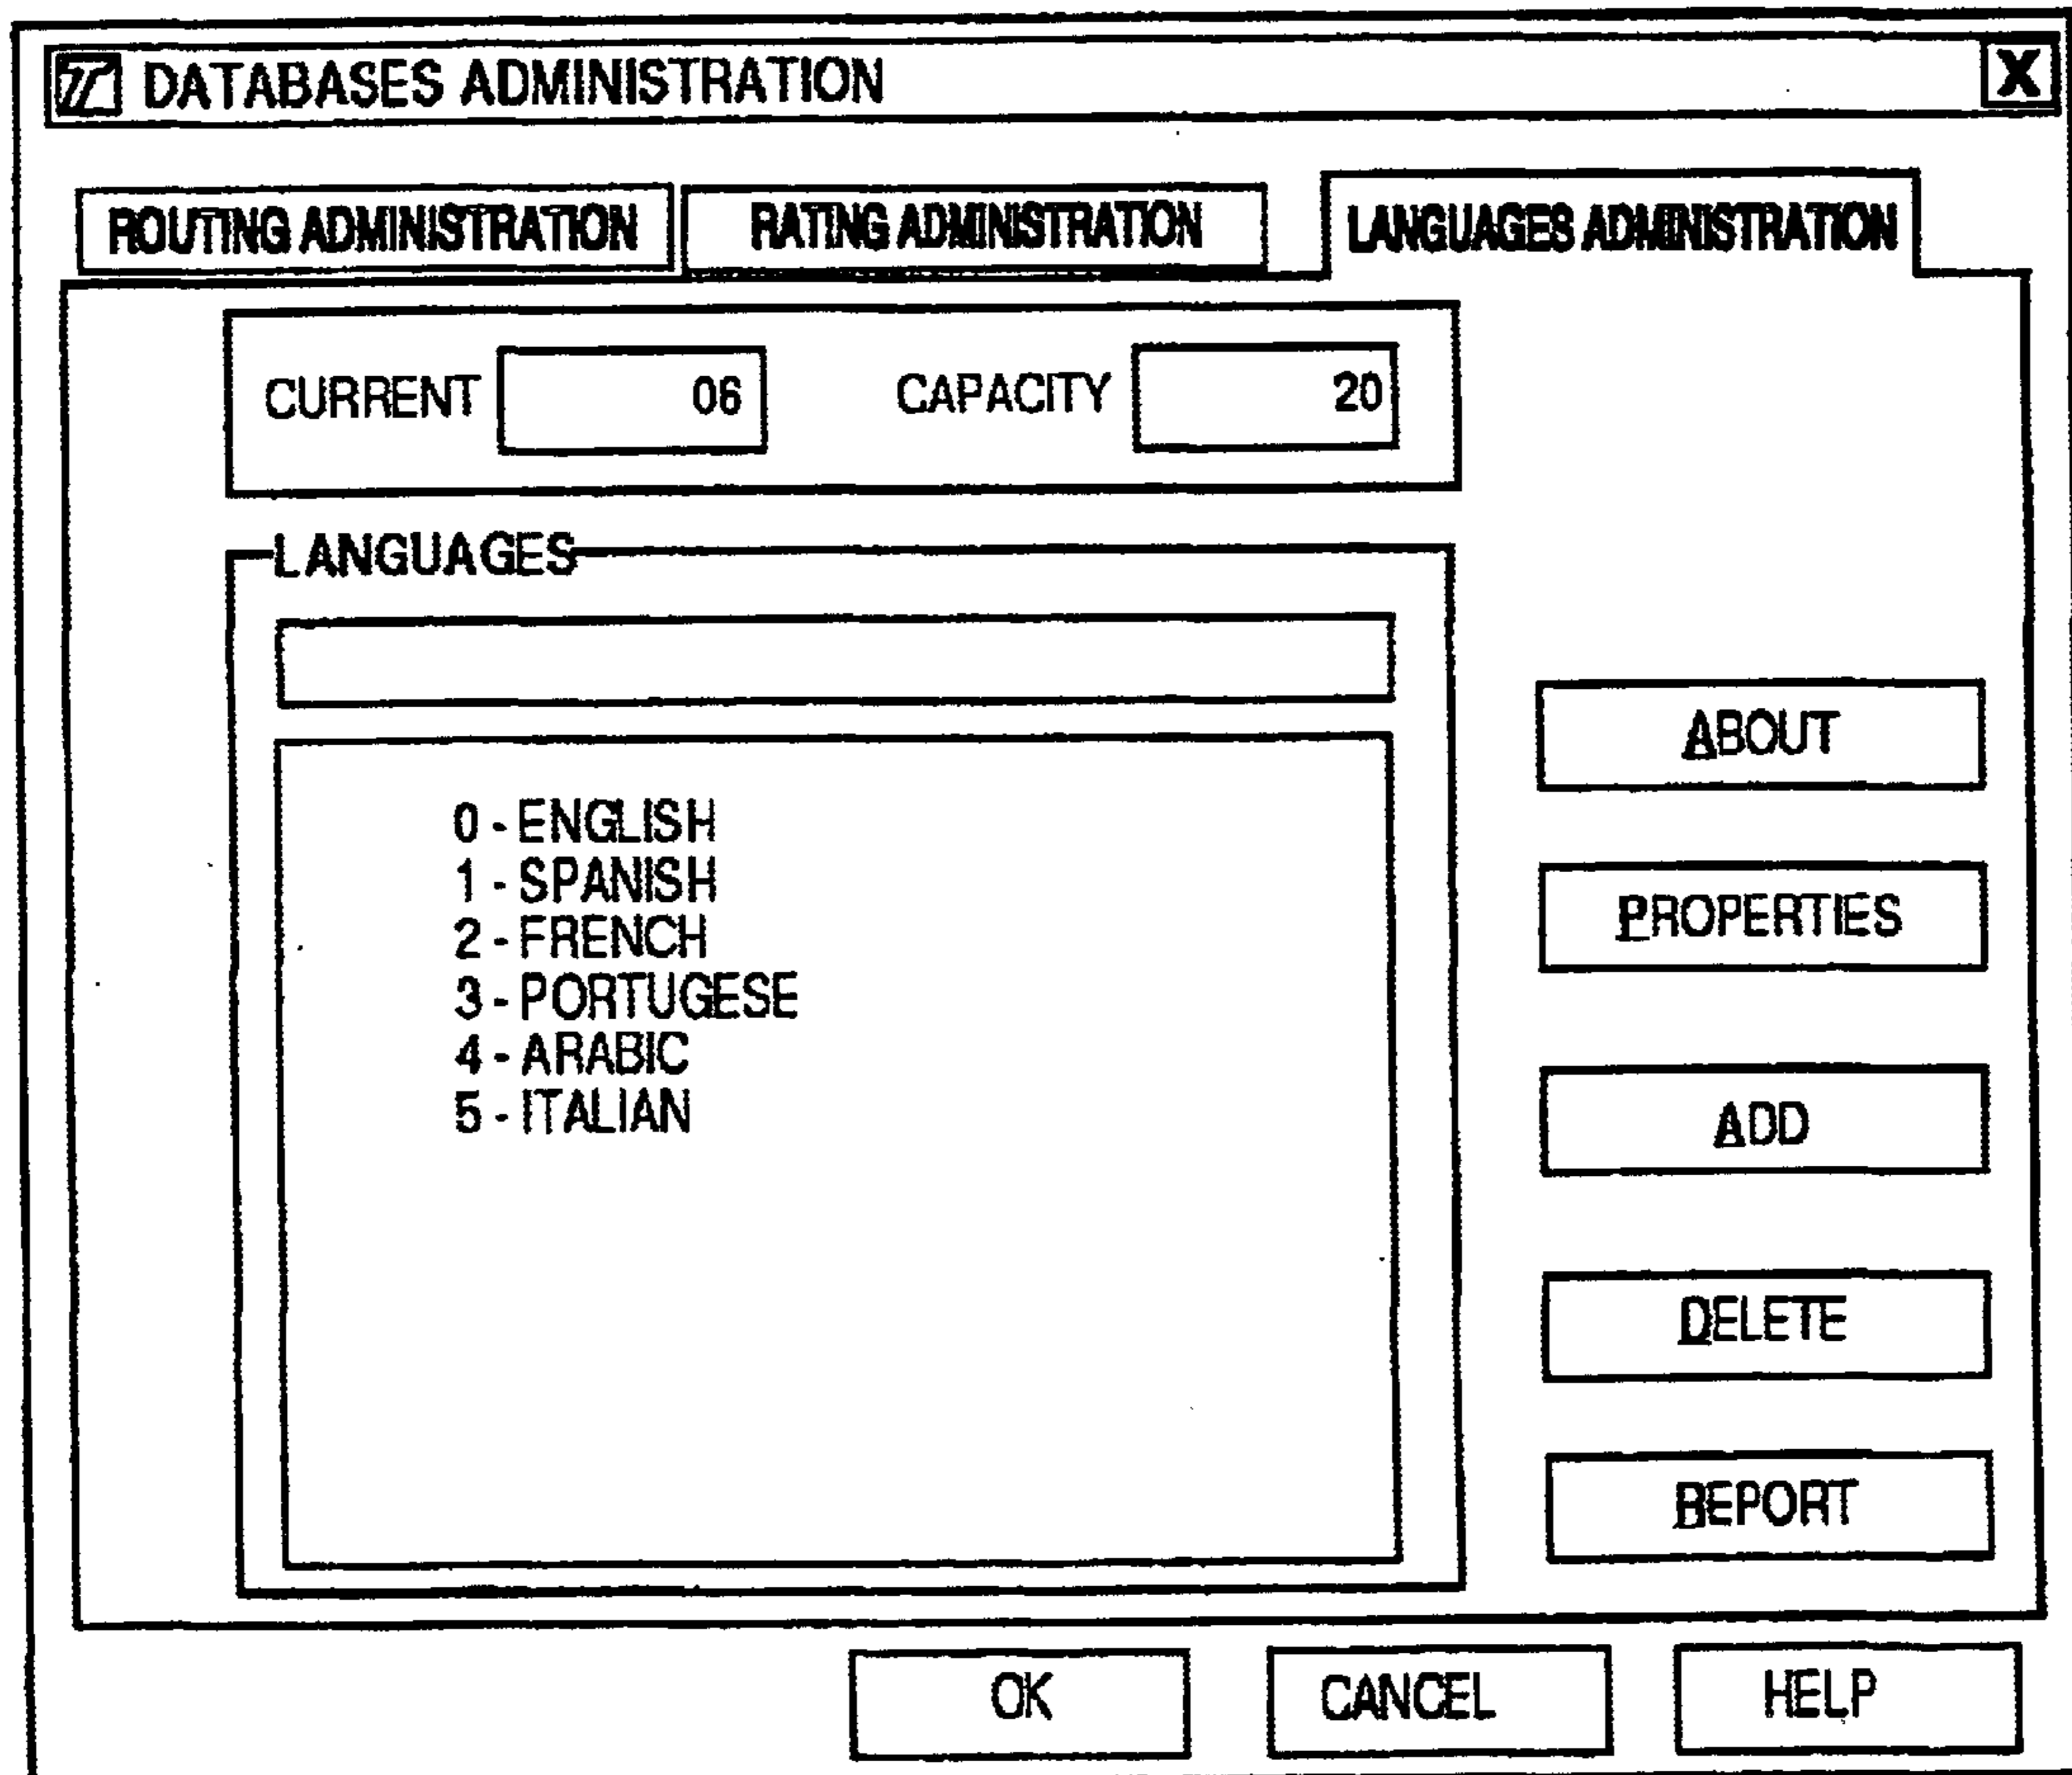 DATABASES ADMINISTRATION X
ROUTING ADMINISTRATION RATING ADMINISTRATION LANGUAGES ADMINISTRATION
CURRENT 06 CAPACITY 20
LANGUAGES
0 - ENGLISH
1 - SPANISH
2 - FRENCH
3 - PORTUGESE
4 - ARABIC
5 - ITALIAN
ABOUT
PROPERTIES
ADD
DELETE
REPORT
OK CANCEL HELP